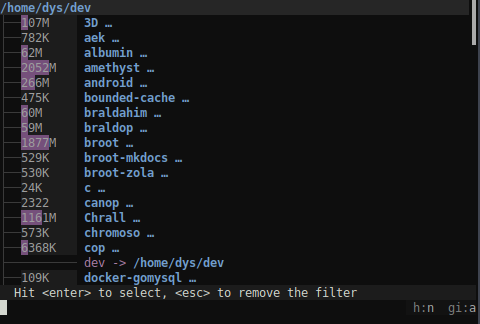 /home/dys/dev
107M 3D …
782K aek …
62M albumin …
2052M amethyst …
266M android …
475K bounded-cache …
60M braldahim …
59M braldop …
1877M broot …
529K broot-mkdocs …
530K broot-zola …
24K c …
2322 canop …
1161M Chrall …
573K chromoso …
6368K cop …
dev -> /home/dys/dev
109K docker-gomysql …
Hit <enter> to select, <esc> to remove the filter
h:n gi:a